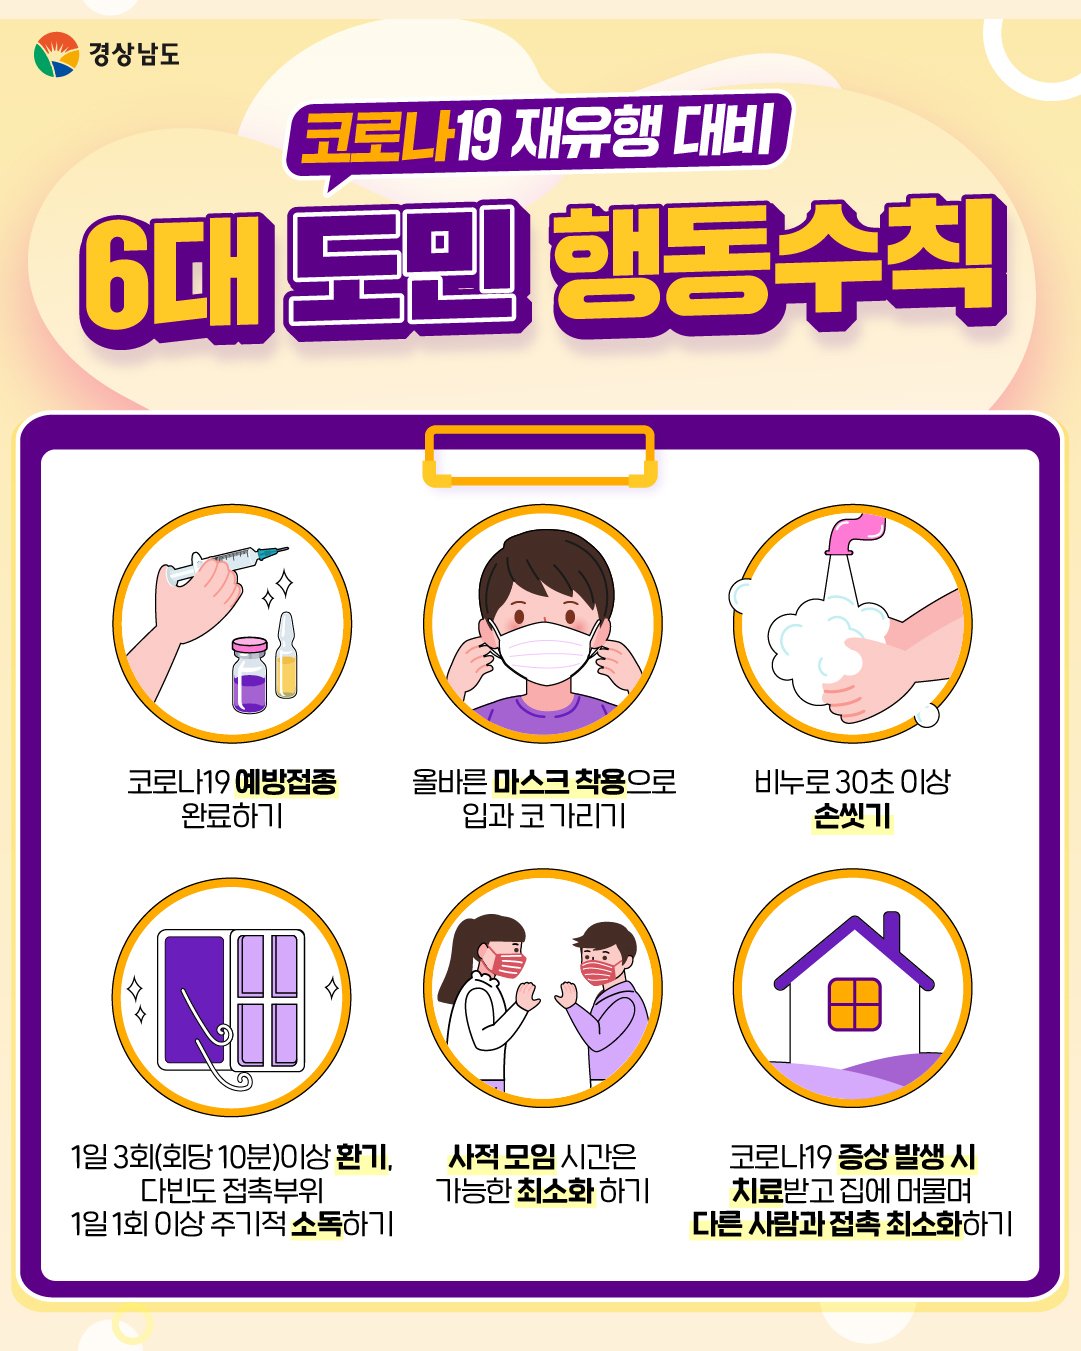 경상남도
코로나19 재유행 대비
6대 도민 행동수칙
코로나19 예방접종
완료하기
올바른 마스크 착용으로
입과 코 가리기
비누로 30초 이상
손씻기
1일 3회(회당 10분)이상 환기,
다빈도 접촉부위
1일 1회 이상 주기적 소독하기
사적 모임 시간은
가능한 최소화 하기
코로나19 증상 발생 시
치료받고 집에 머물며
다른 사람과 접촉 최소화하기